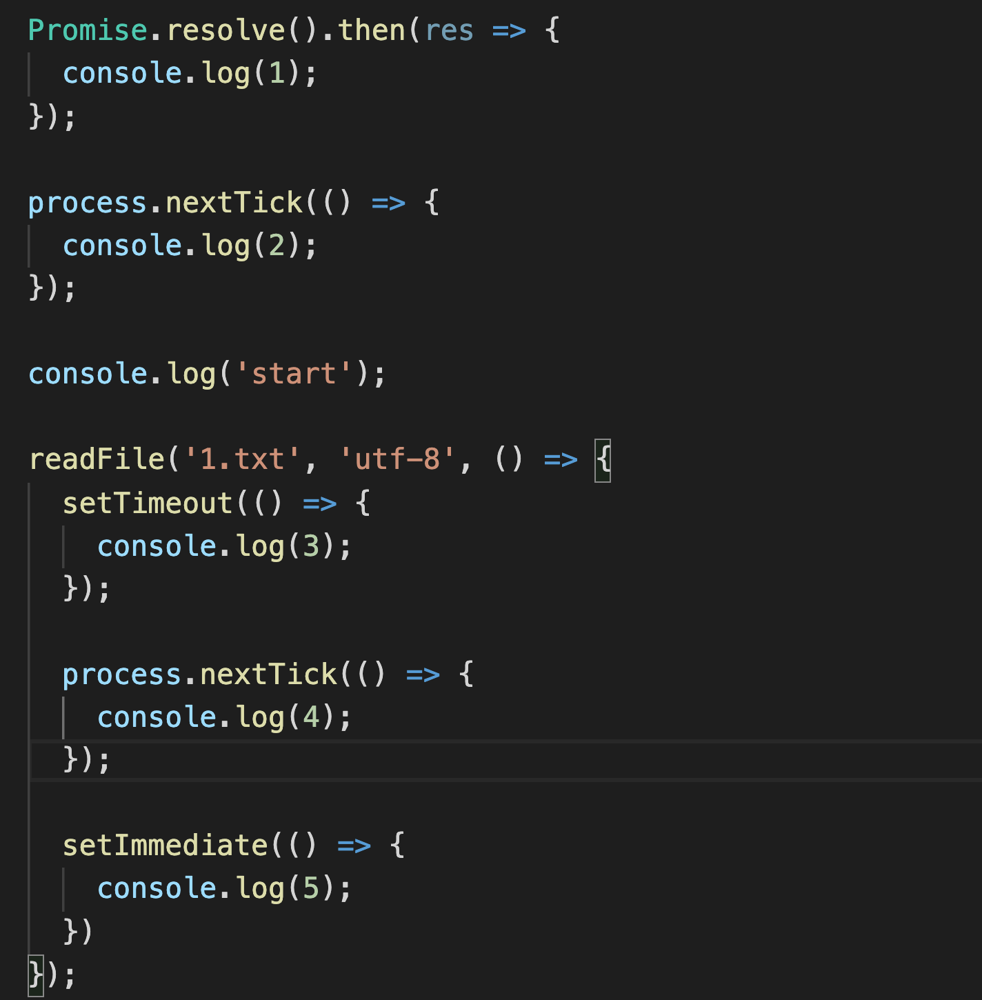 Promise.resolve().then(res => {
  console.log(1);
});

process.nextTick(() => {
  console.log(2);
});

console.log('start');

readFile('1.txt', 'utf-8', () => {
  setTimeout(() => {
    console.log(3);
  });

  process.nextTick(() => {
    console.log(4);
  });

  setImmediate(() => {
    console.log(5);
  })
});